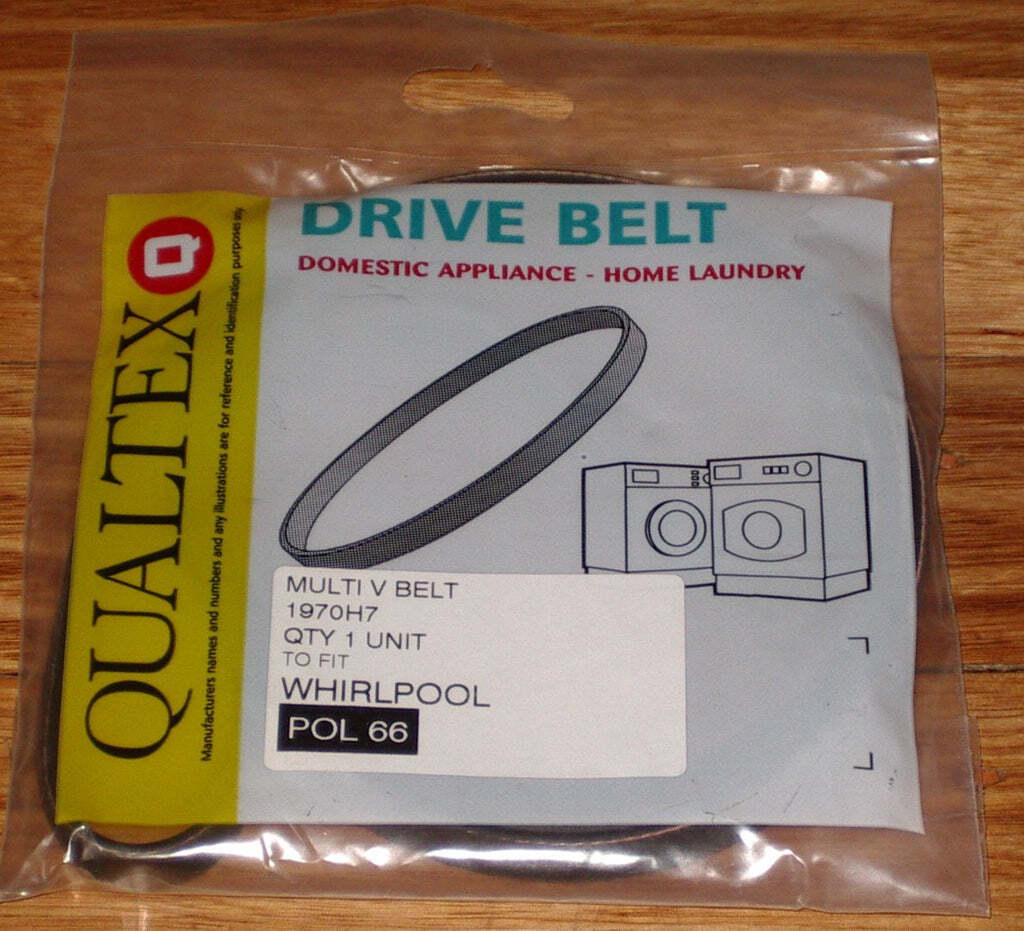 DRIVE BELT
DOMESTIC APPLIANCE - HOME LAUNDRY
QUALTEX Q
Manufacturers names and numbers and any illustrations are for reference and identification purposes only.
MULTI V BELT
1970H7
QTY 1 UNIT
TO FIT
WHIRLPOOL
POL 66